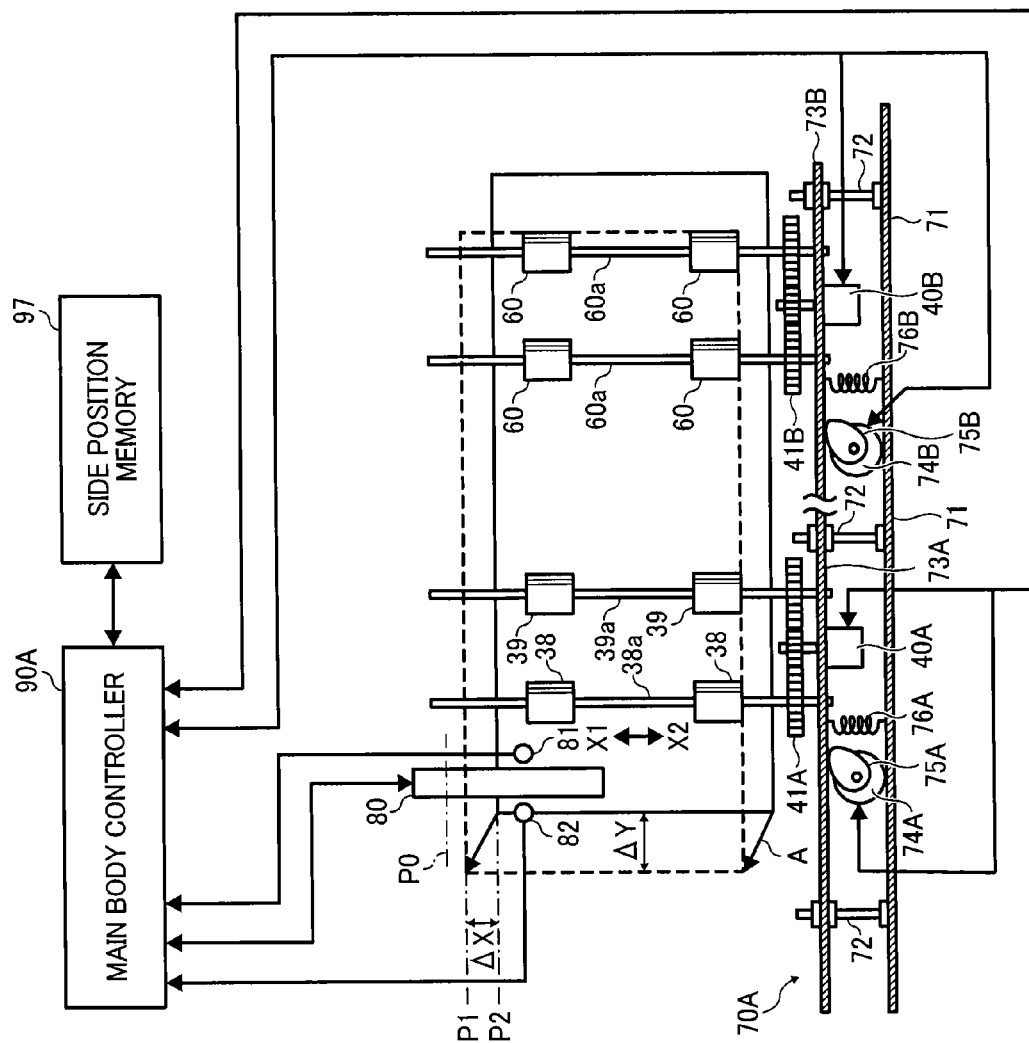 97
SIDE POSITION
MEMORY
90A
MAIN BODY CONTROLLER
P0
P1
P2
ΔX1
80
82
81
X1
X2
ΔY
A
38
38a
38
39
39a
39
60
60a
60
60
60a
60
41A
41B
73B
72
71
40B
76B
75B
74B
72
71
73A
40A
76A
75A
74A
72
70A